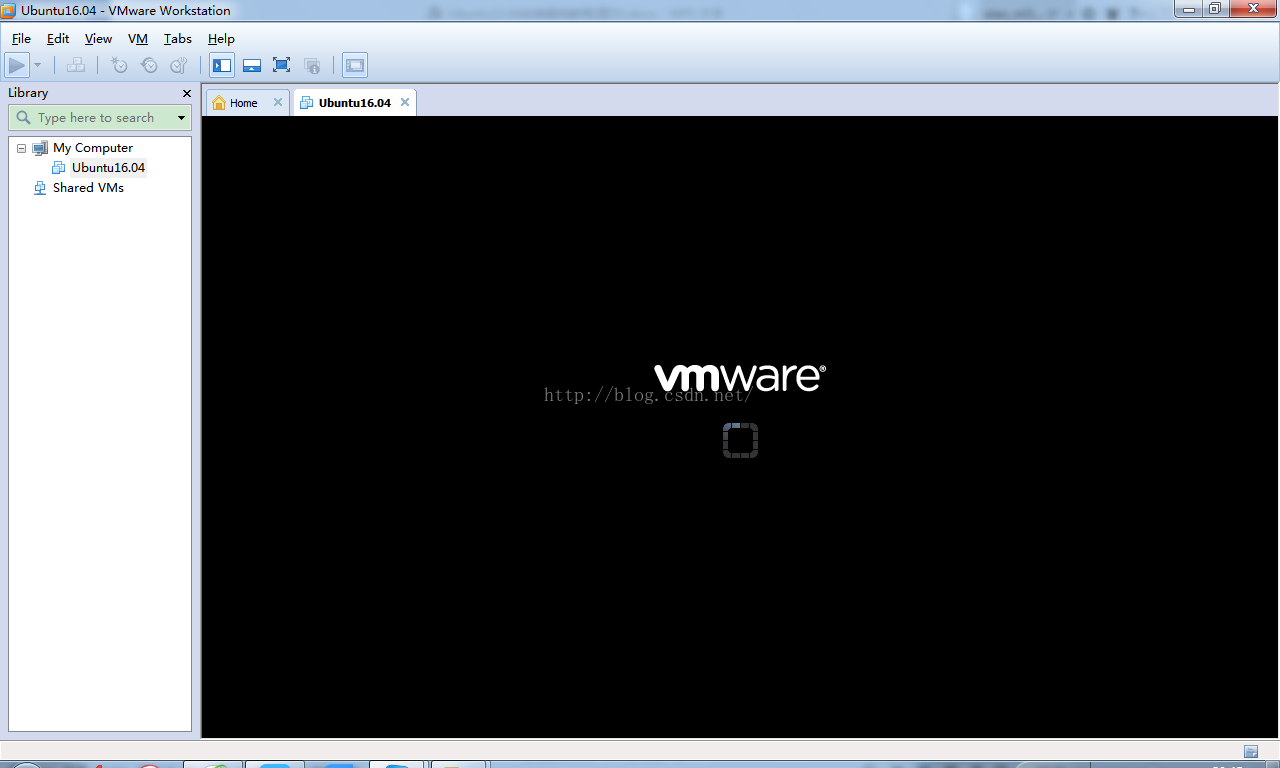 Ubuntu16.04 - VMware Workstation
File Edit View VM Tabs Help
Library
Type here to search
My Computer
Ubuntu16.04
Shared VMs
Home
Ubuntu16.04
vmware®
http://blog.csdn.net/